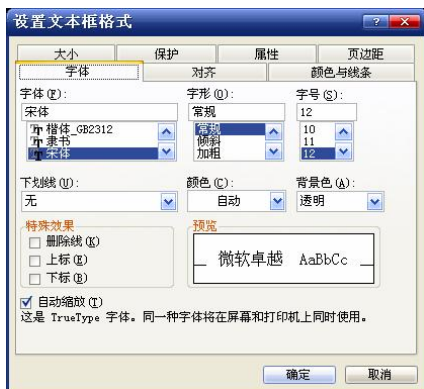 设置文本框格式
大小 保护 属性 页边距
字体 对齐 颜色与线条
字体(F): 字形(O): 字号(S):
宋体 常规 12
楷体_GB2312 常规 10
隶书 倾斜 11
宋体 加粗 12
下划线(U): 颜色(C): 背景色(A):
无 自动 透明
特殊效果 预览
删除线(K)
上标(E) 微软卓越 AaBbCc
下标(B)
自动缩放(T)
这是 TrueType 字体。同一种字体将在屏幕和打印机上同时使用。
确定 取消